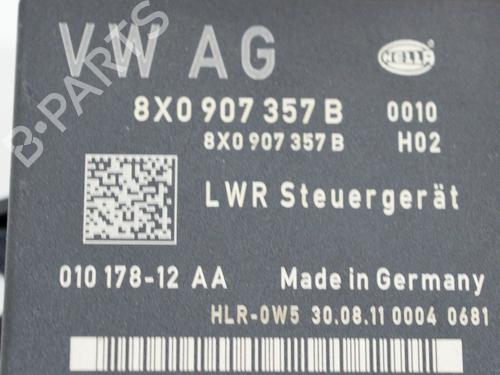 VW AG
HELLA
8X0 907 357 B 0010
8X0 907 357 B H02
LWR Steuergerät
010 178-12 AA Made in Germany
HLR-0W5 30.08.11 0004 0681
B-PARTS